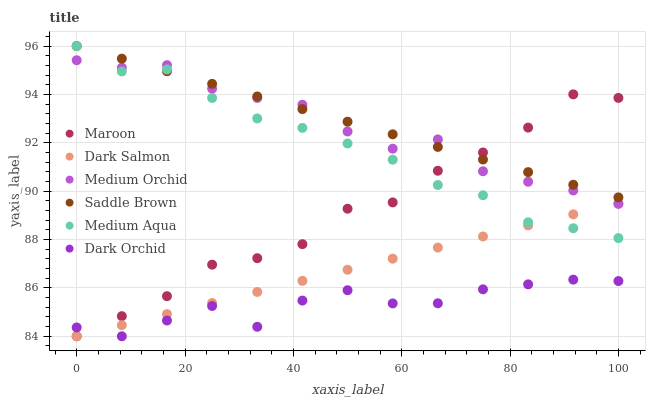 title
yaxis_label
96
94
92
90
88
86
84
0
20
40
60
80
100
xaxis_label
Maroon
Dark Salmon
Medium Orchid
Saddle Brown
Medium Aqua
Dark Orchid